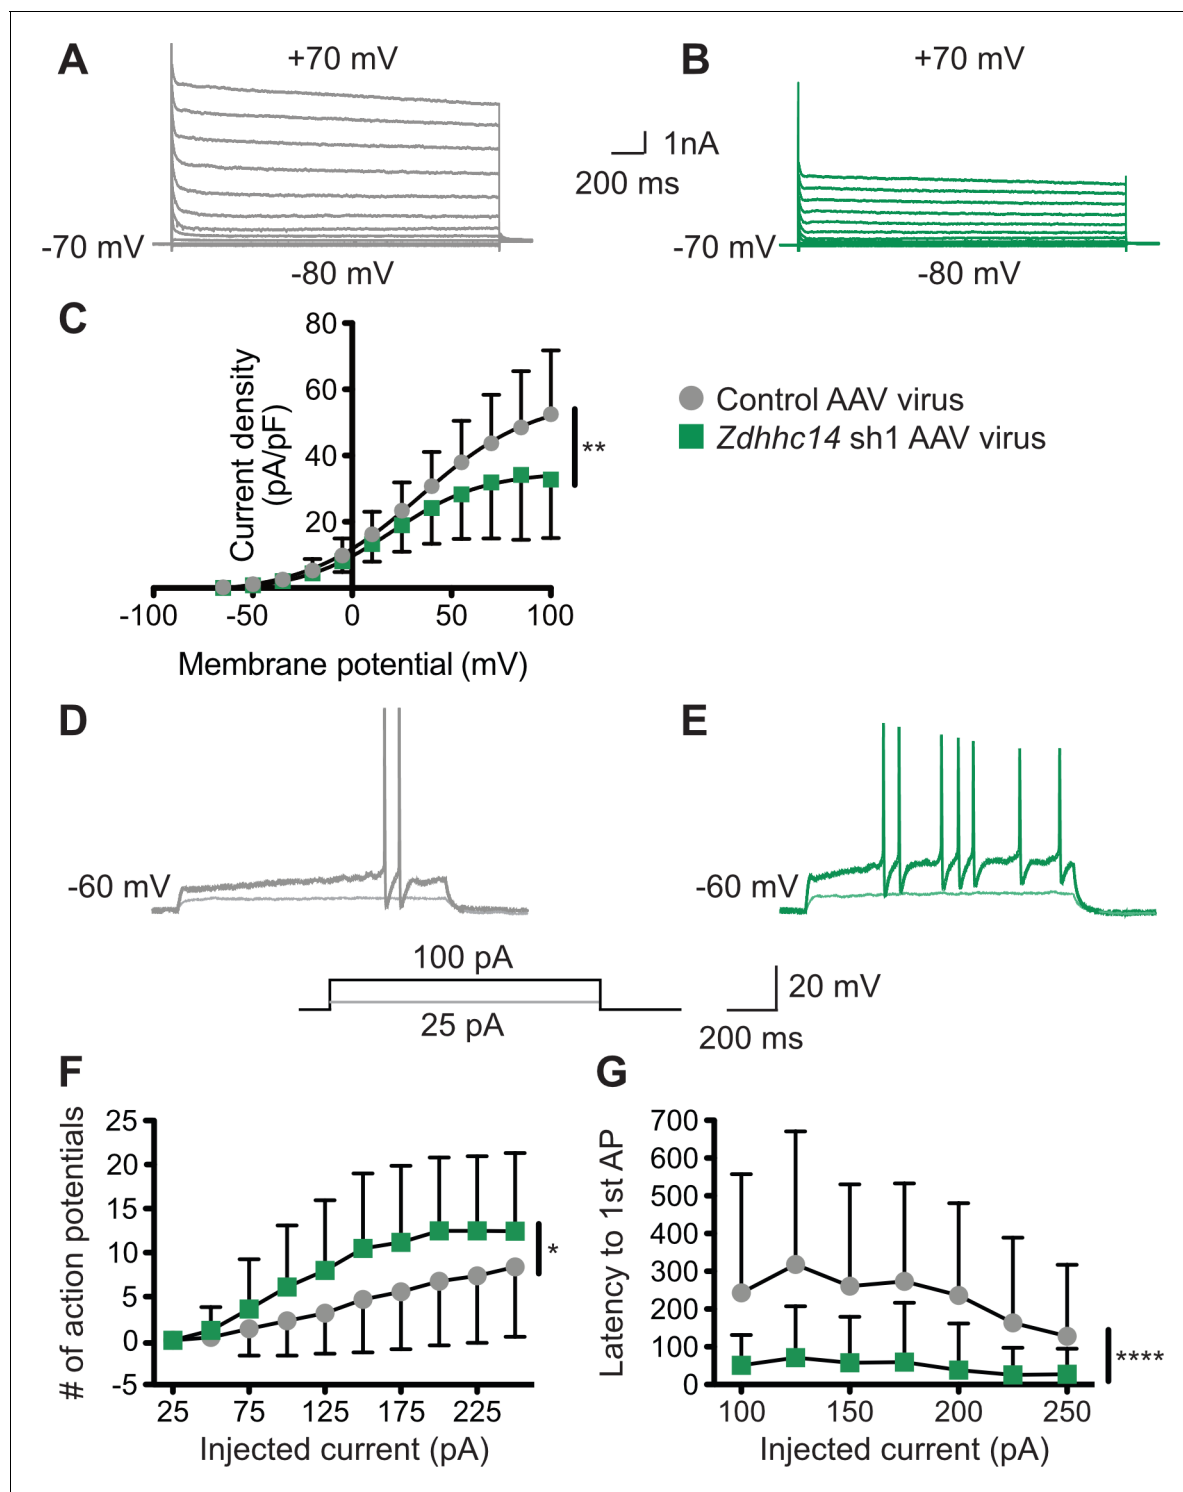 A
+70 mV
B
+70 mV
1nA
200 ms
-70 mV
-80 mV
-70 mV
-80 mV
C
80
60
40
20
Current density
(pA/pF)
**
-100
-50
0
50
100
Membrane potential (mV)
Control AAV virus
Zdhhc14 sh1 AAV virus
D
E
-60 mV
-60 mV
100 pA
25 pA
20 mV
200 ms
F
# of action potentials
25
20
15
10
5
0
-5
*
25
75
125
175
225
Injected current (pA)
G
Latency to 1st AP
700
600
500
400
300
200
100
0
****
100
150
200
250
Injected current (pA)